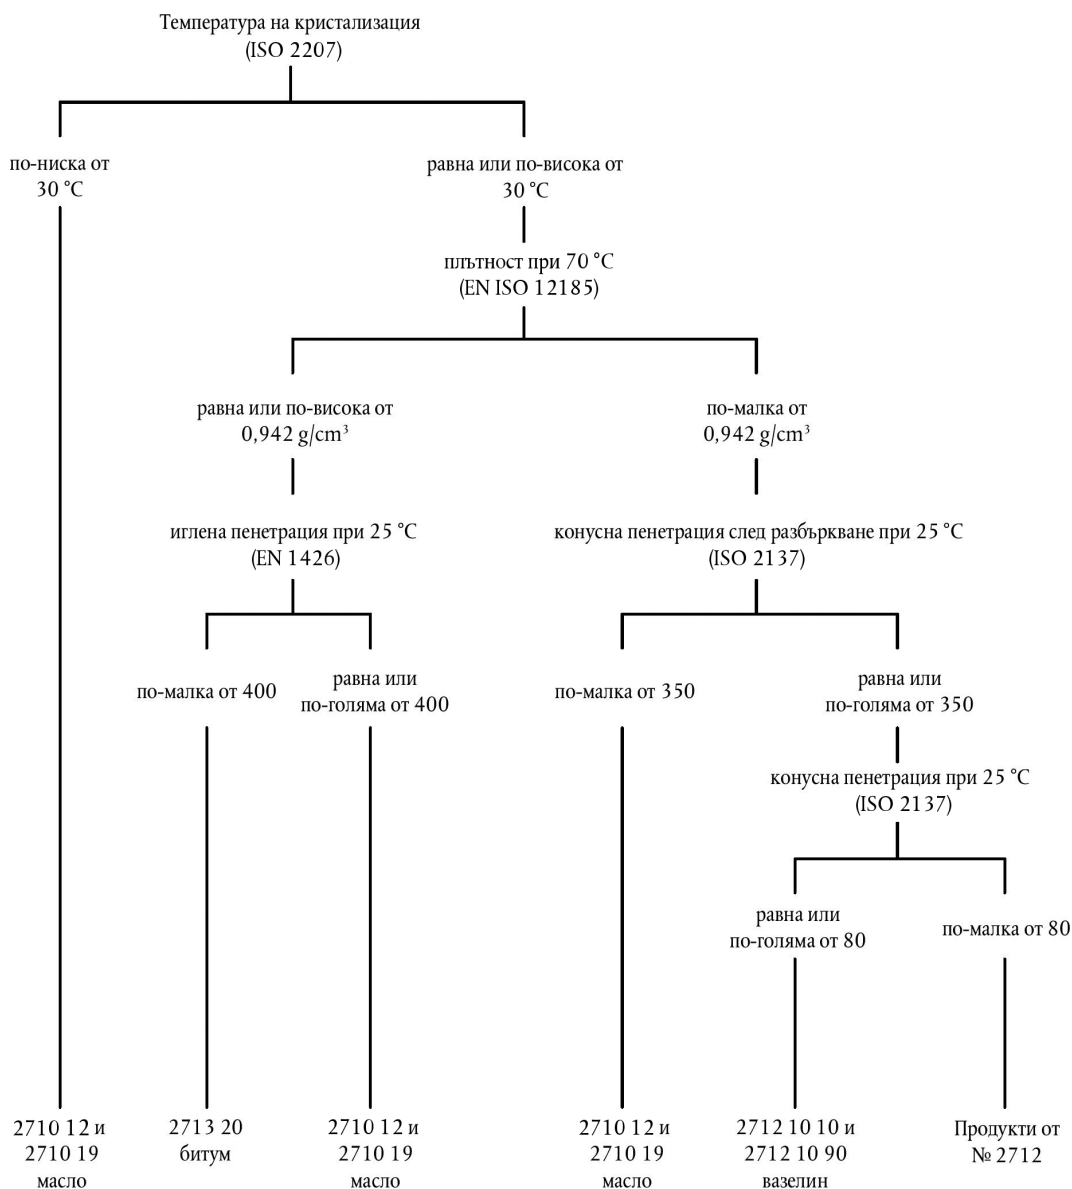 Температура на кристализация
(ISO 2207)
по-ниска от
30 °C
равна или по-висока от
30 °C
плътност при 70 °C
(EN ISO 12185)
равна или по-висока от
0,942 g/cm³
по-малка от
0,942 g/cm³
иглена пенетрация при 25 °C
(EN 1426)
конусна пенетрация след разбъркване при 25 °C
(ISO 2137)
по-малка от 400
равна или
по-голяма от 400
по-малка от 350
равна или
по-голяма от 350
конусна пенетрация при 25 °C
(ISO 2137)
равна или
по-голяма от 80
по-малка от 80
2710 12 и
2710 19
масло
2713 20
битум
2710 12 и
2710 19
масло
2710 12 и
2710 19
масло
2712 10 10 и
2712 10 90
вазелин
Продукти от
№ 2712